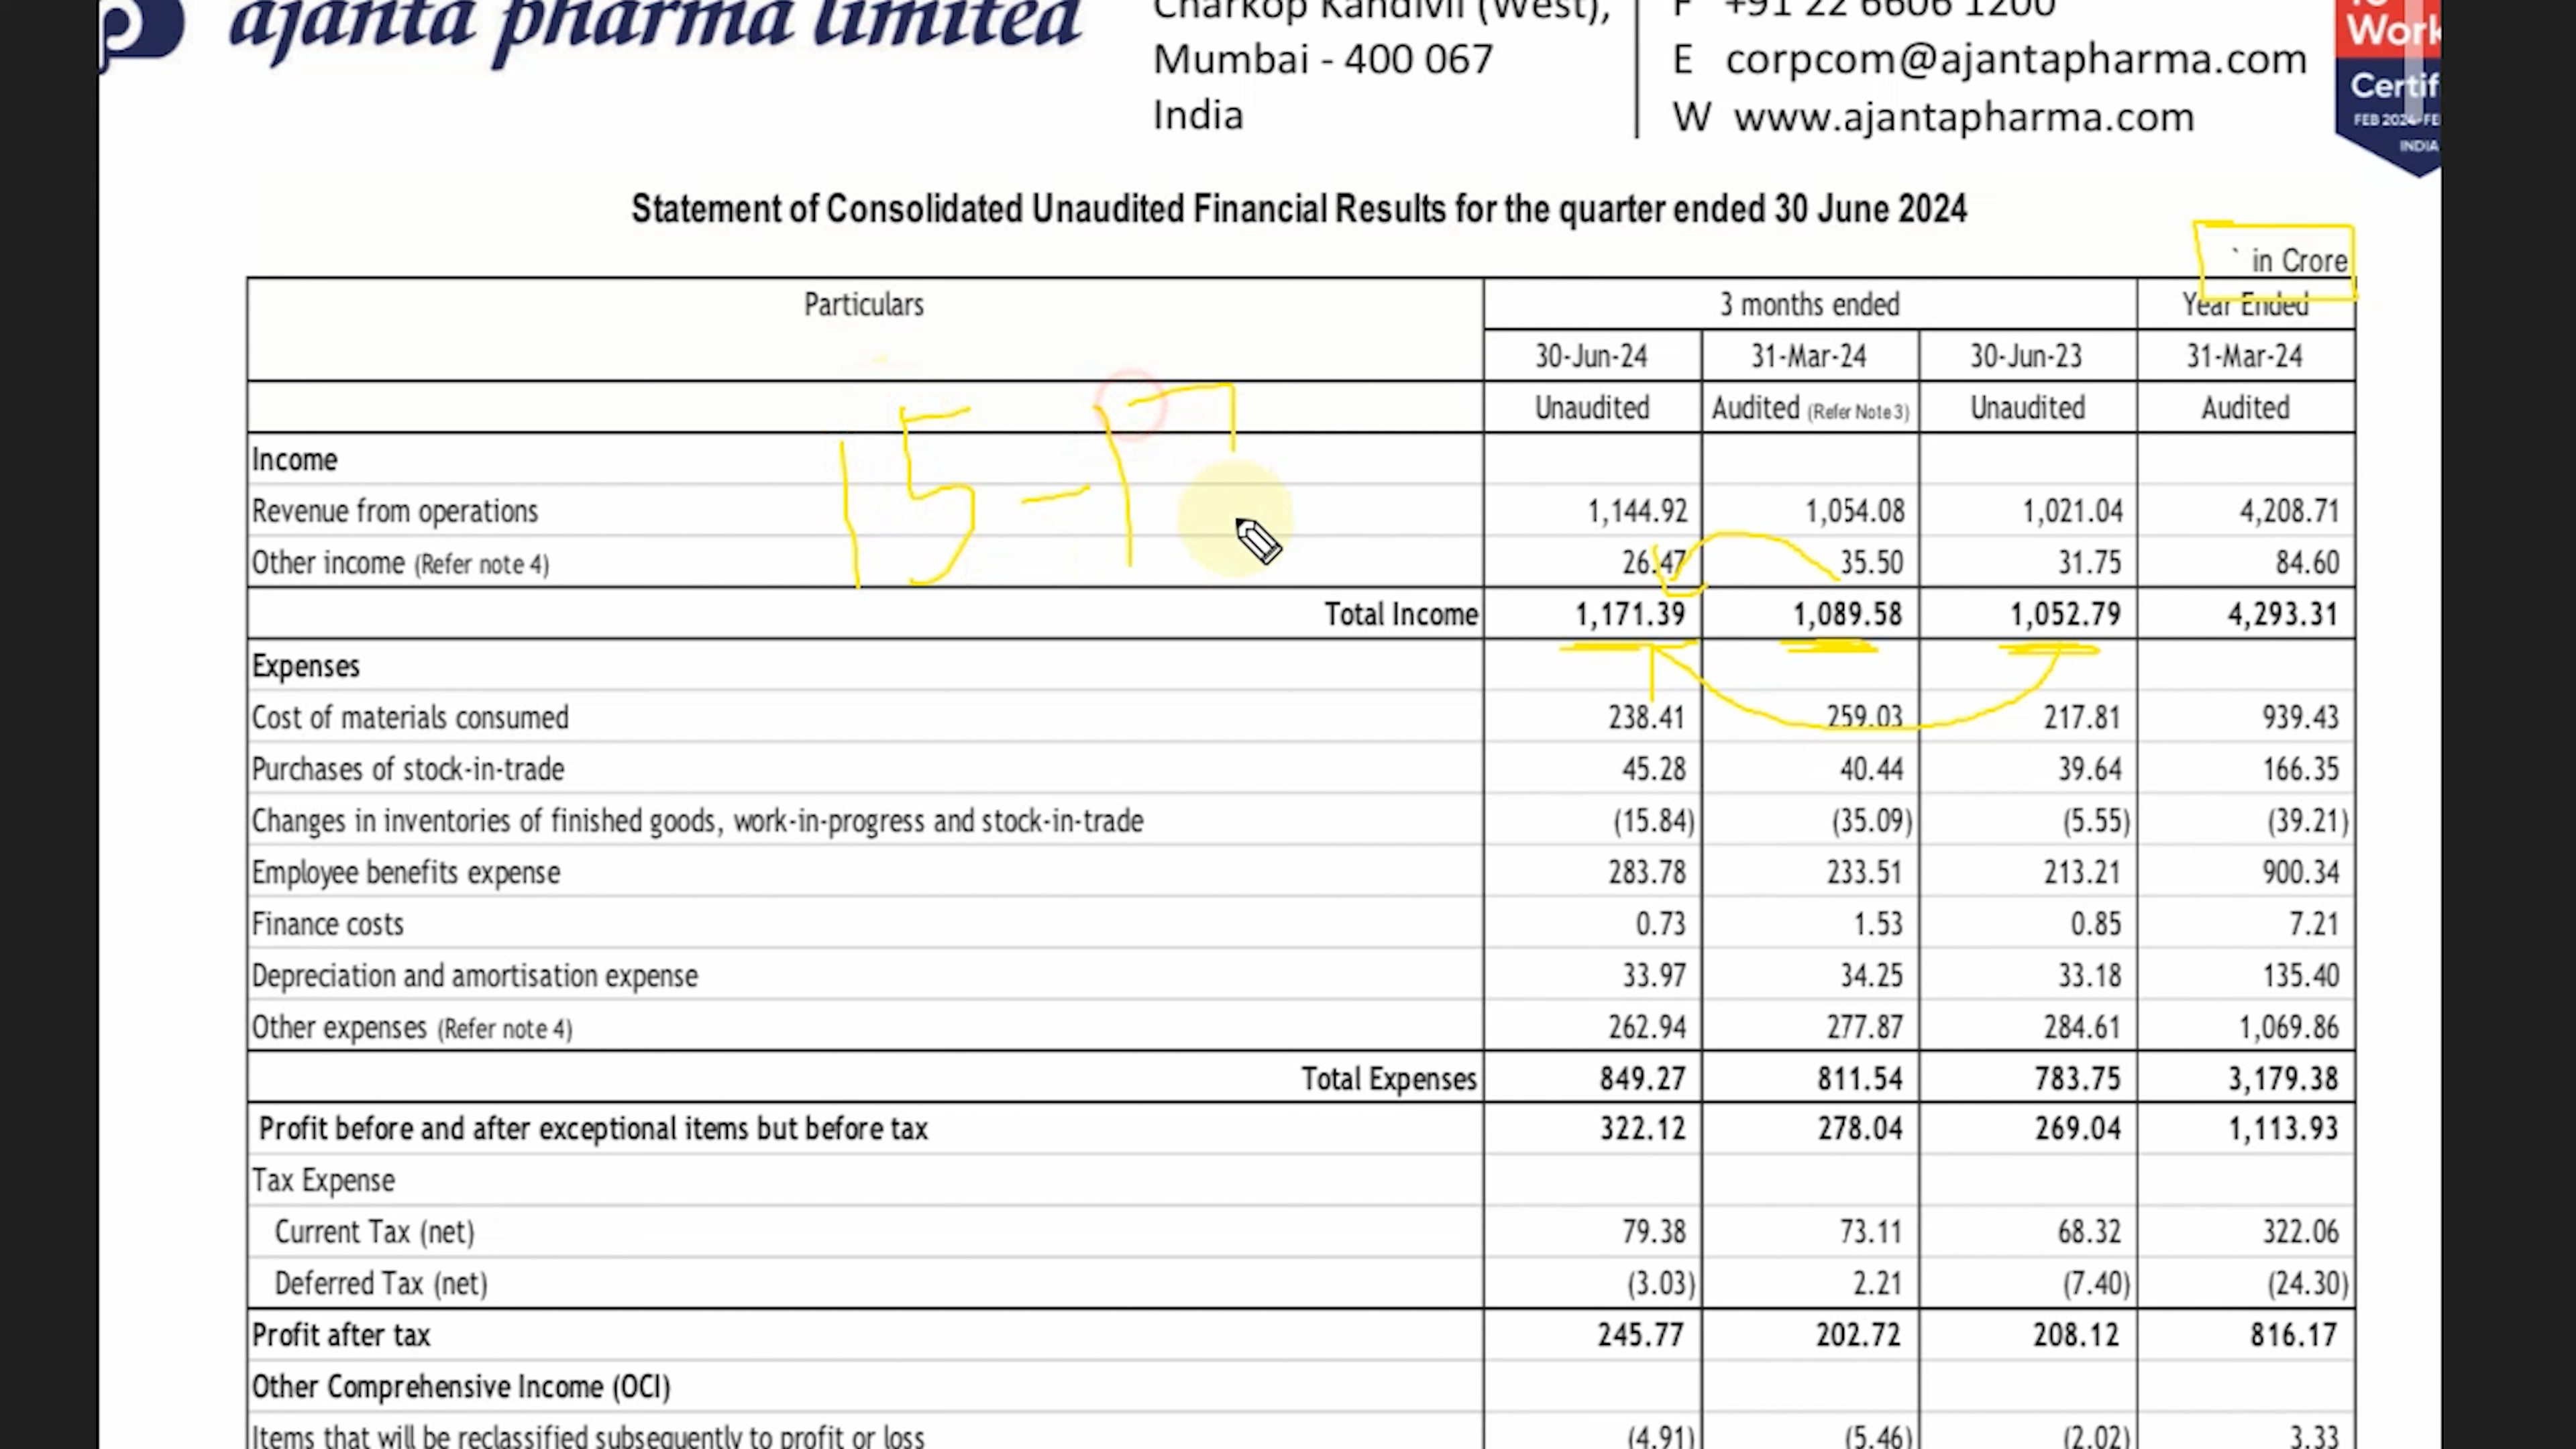 ajanta pharma limited
Charkop Kandivli (West),
Mumbai - 400 067
India
F +91 22 6606 1200
E corpcom@ajantapharma.com
W www.ajantapharma.com
Work
Certif
FEB 2024-FE
INDIA
Statement of Consolidated Unaudited Financial Results for the quarter ended 30 June 2024
` in Crore
Particulars 3 months ended Year Ended
30-Jun-24 31-Mar-24 30-Jun-23 31-Mar-24
Unaudited Audited (Refer Note 3) Unaudited Audited
15-1
Income
Revenue from operations 1,144.92 1,054.08 1,021.04 4,208.71
Other income (Refer note 4) 26.47 35.50 31.75 84.60
Total Income 1,171.39 1,089.58 1,052.79 4,293.31
Expenses
Cost of materials consumed 238.41 259.03 217.81 939.43
Purchases of stock-in-trade 45.28 40.44 39.64 166.35
Changes in inventories of finished goods, work-in-progress and stock-in-trade (15.84) (35.09) (5.55) (39.21)
Employee benefits expense 283.78 233.51 213.21 900.34
Finance costs 0.73 1.53 0.85 7.21
Depreciation and amortisation expense 33.97 34.25 33.18 135.40
Other expenses (Refer note 4) 262.94 277.87 284.61 1,069.86
Total Expenses 849.27 811.54 783.75 3,179.38
Profit before and after exceptional items but before tax 322.12 278.04 269.04 1,113.93
Tax Expense
Current Tax (net) 79.38 73.11 68.32 322.06
Deferred Tax (net) (3.03) 2.21 (7.40) (24.30)
Profit after tax 245.77 202.72 208.12 816.17
Other Comprehensive Income (OCI)
Items that will be reclassified subsequently to profit or loss (4.91) (5.46) (2.02) 3.33